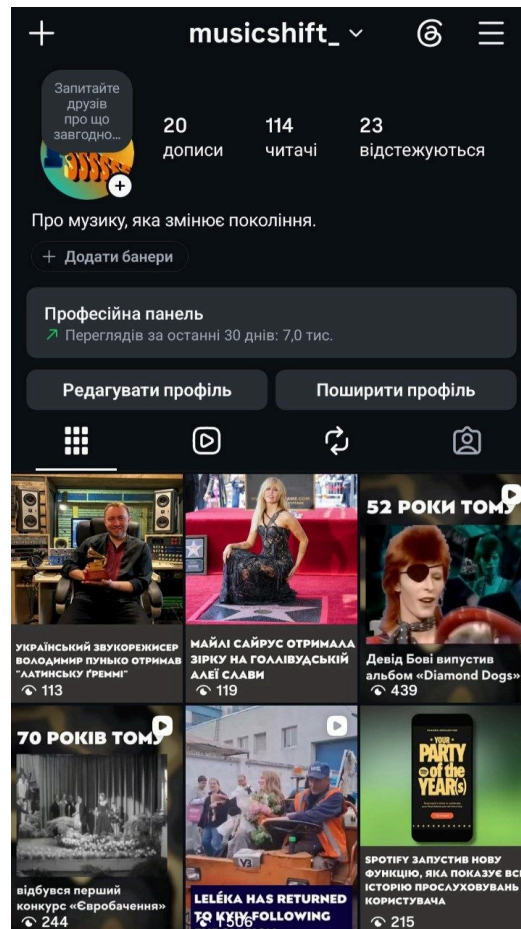 musicshift_
Запитайте
друзів
про що
завгодно...
20
дописи
114
читачі
23
відстежуються
Про музику, яка змінює покоління.
+ Додати банери
Професійна панель
Переглядів за останні 30 днів: 7,0 тис.
Редагувати профіль
Поширити профіль
УКРАЇНСЬКИЙ ЗВУКОРЕЖИСЕР
ВОЛОДИМИР ПУНЬКО ОТРИМАВ
"ЛАТИНСЬКУ ҐРЕММІ"
113
МАЙЛІ САЙРУС ОТРИМАЛА
ЗІРКУ НА ГОЛЛІВУДСЬКІЙ
АЛЕЇ СЛАВИ
119
52 РОКИ ТОМУ
Девід Бові випустив
альбом «Diamond Dogs»
439
70 РОКІВ ТОМУ
відбувся перший
конкурс «Євробачення»
244
V3
LELÉKA HAS RETURNED
TO KYIV FOLLOWING
1 506
YOUR
PARTY
of the
YEAR(s)
SPOTIFY ЗАПУСТИВ НОВУ
ФУНКЦІЮ, ЯКА ПОКАЗУЄ ВСЮ
ІСТОРІЮ ПРОСЛУХОВУВАНЬ
КОРИСТУВАЧА
215